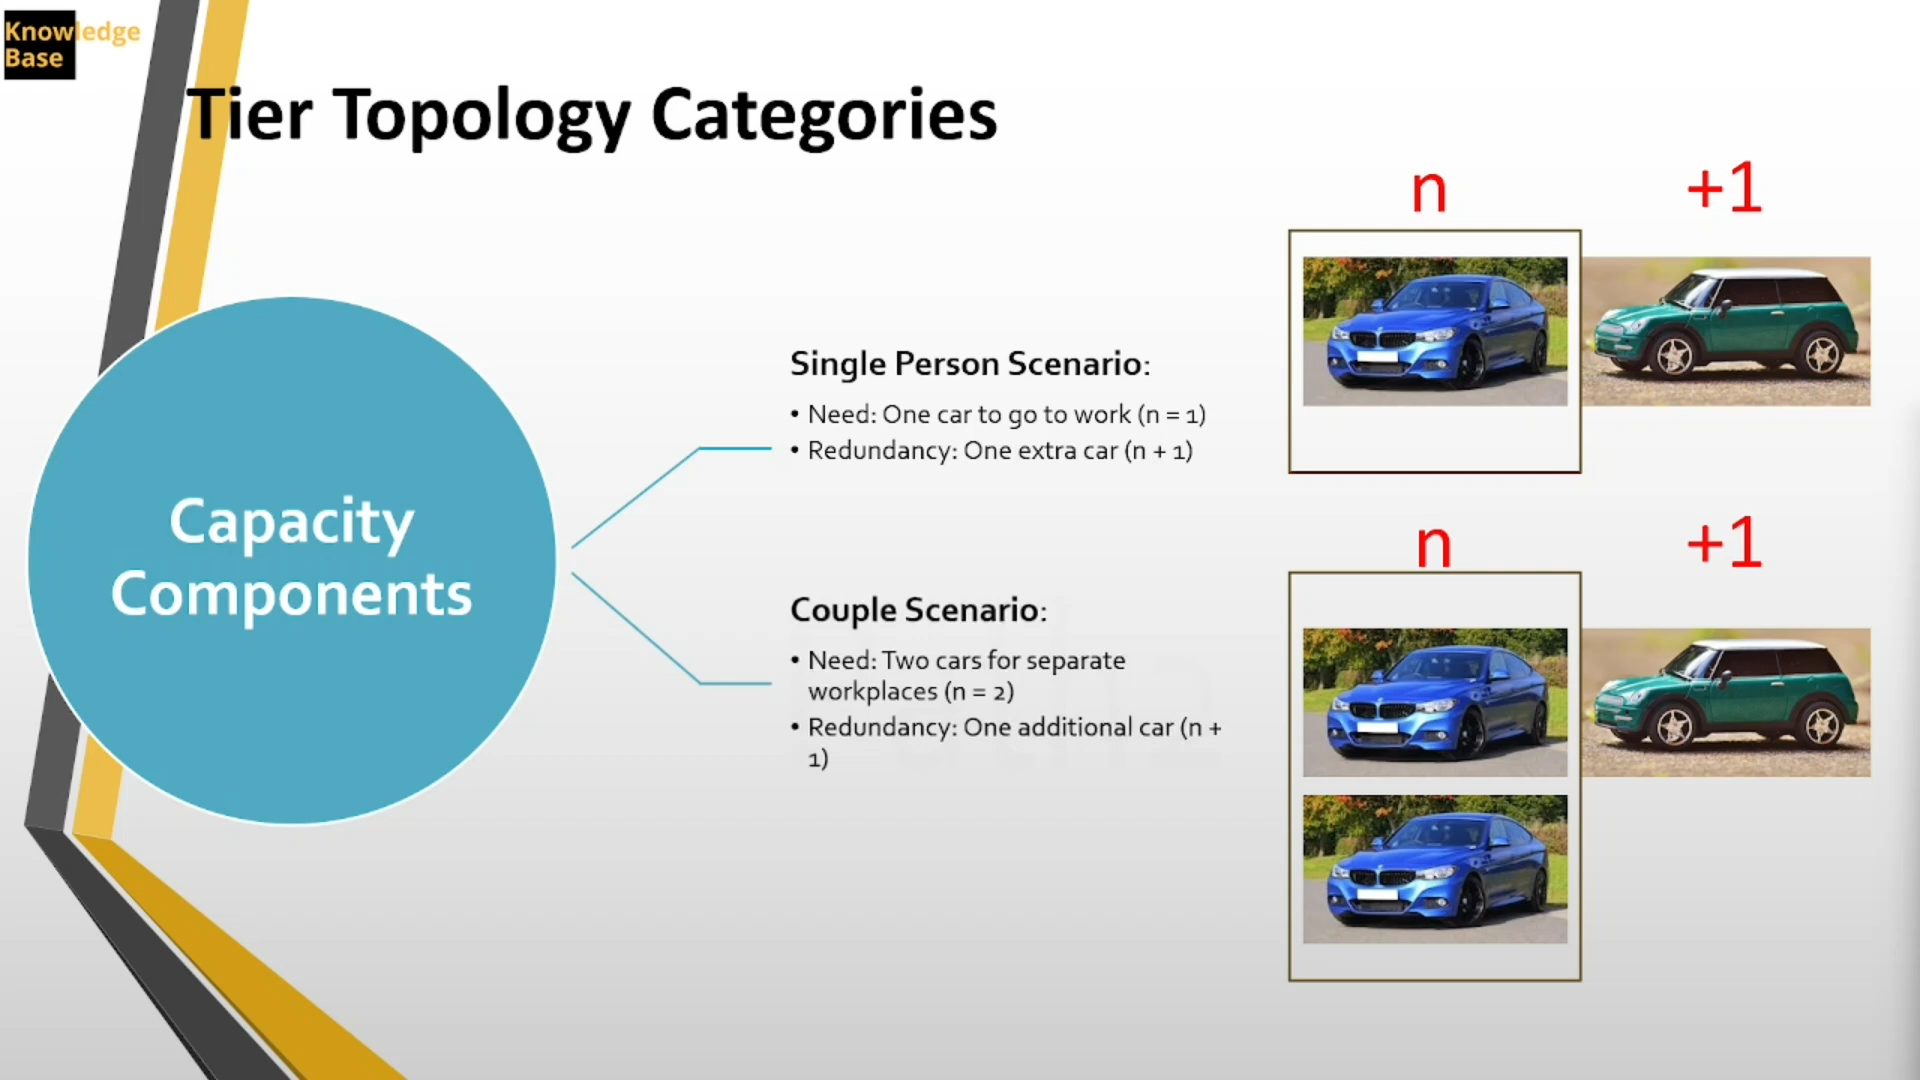 Knowledge
Base
Tier Topology Categories
n +1
Single Person Scenario:
• Need: One car to go to work (n = 1)
• Redundancy: One extra car (n + 1)
Capacity
Components
n +1
Couple Scenario:
• Need: Two cars for separate
workplaces (n = 2)
• Redundancy: One additional car (n +
1)